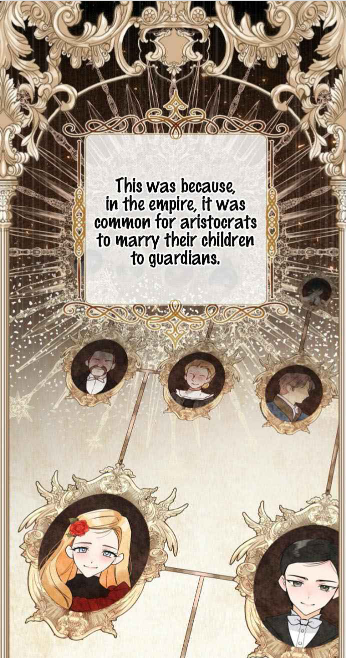 This was because,
in the empire, it was
common for aristocrats
to marry their children
to guardians.